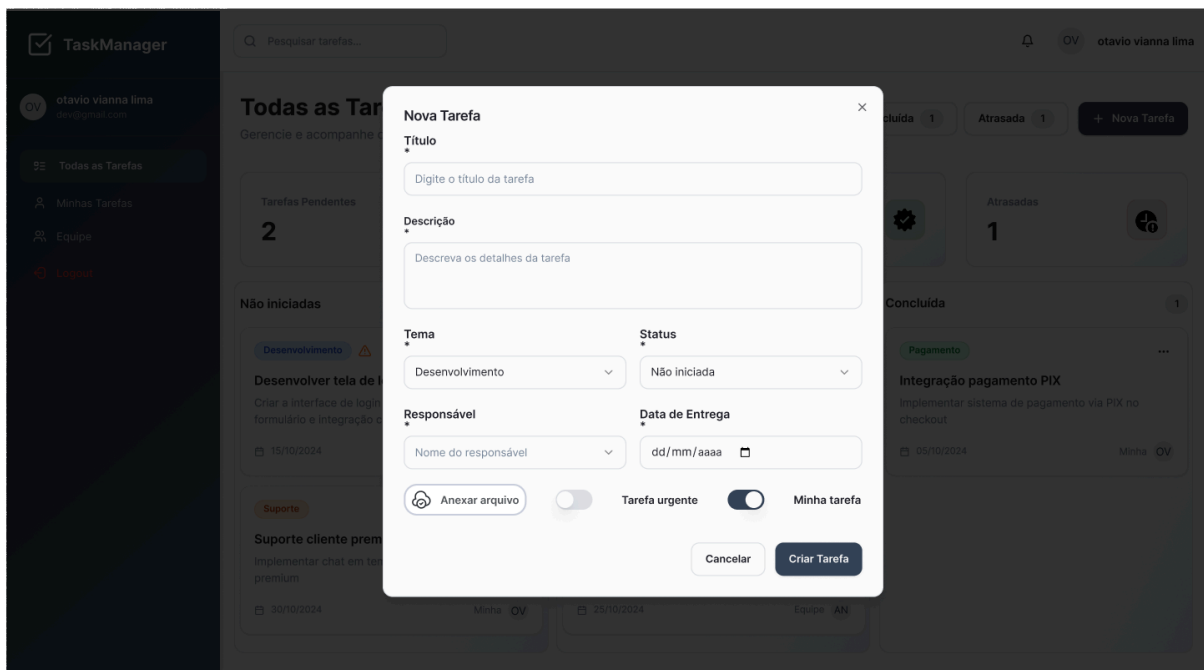 TaskManager
Pesquisar tarefas...
OV
otavio vianna lima
OV
otavio vianna lima
dev@gmail.com
Todas as Tarefas
Minhas Tarefas
Equipe
Logout
Todas as Tar
Gerencie e acompanhe
cluída 1
Atrasada 1
+ Nova Tarefa
Tarefas Pendentes
2
Atrasadas
1
Não iniciadas
Desenvolvimento
Desenvolver tela de l
Criar a interface de login
formulário e integração c
15/10/2024
Suporte
Suporte cliente prem
Implementar chat em ten
premium
30/10/2024
Minha OV
25/10/2024
Equipe AN
Concluída
1
Pagamento
...
Integração pagamento PIX
Implementar sistema de pagamento via PIX no
checkout
05/10/2024
Minha OV
Nova Tarefa
Título
*
Digite o título da tarefa
Descrição
*
Descreva os detalhes da tarefa
Tema
*
Desenvolvimento
Status
*
Não iniciada
Responsável
*
Nome do responsável
Data de Entrega
*
dd/mm/aaaa
Anexar arquivo
Tarefa urgente
Minha tarefa
Cancelar
Criar Tarefa